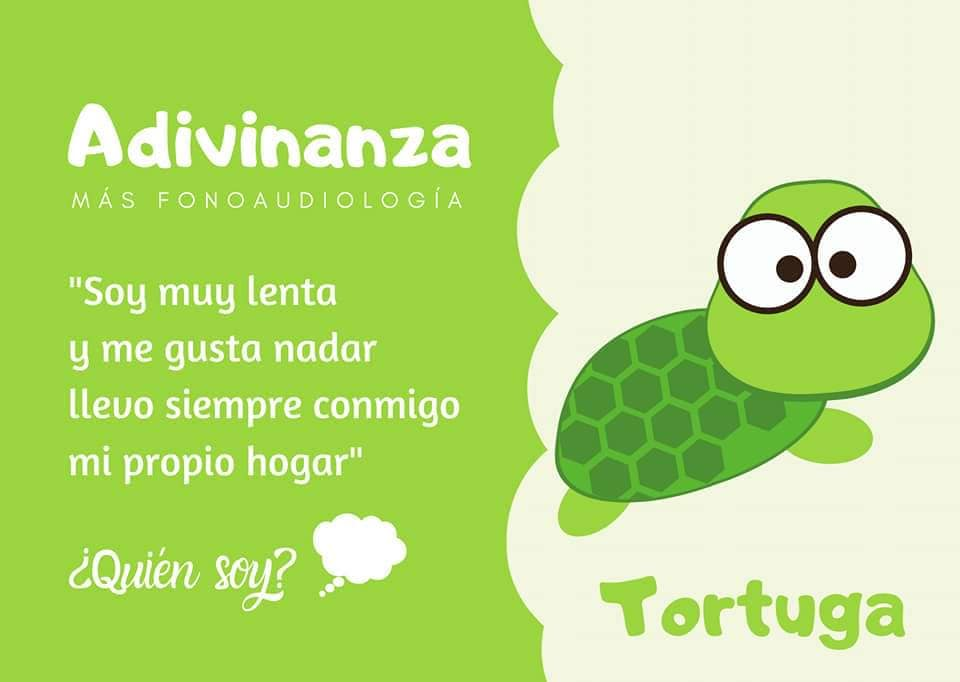 Adivinanza
MÁS FONOAUDIOLOGÍA
"Soy muy lenta
y me gusta nadar
llevo siempre conmigo
mi propio hogar"
¿Quién soy?
Tortuga